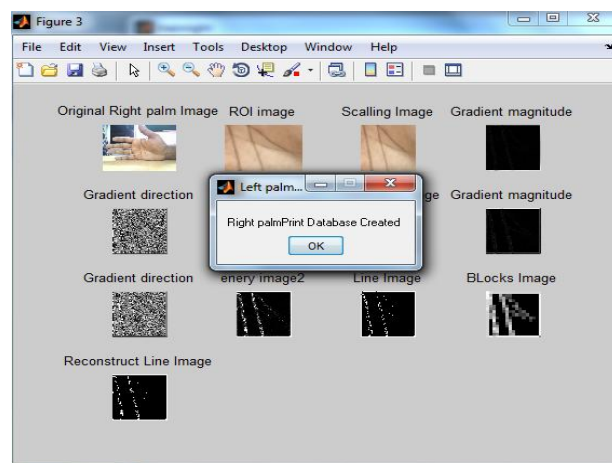 Figure 3
File Edit View Insert Tools Desktop Window Help
Original Right palm Image ROI image Scalling Image Gradient magnitude
Left palm...
Gradient direction ge Gradient magnitude
Right palmPrint Database Created
OK
Gradient direction enery image2 Line Image BLocks Image
Reconstruct Line Image